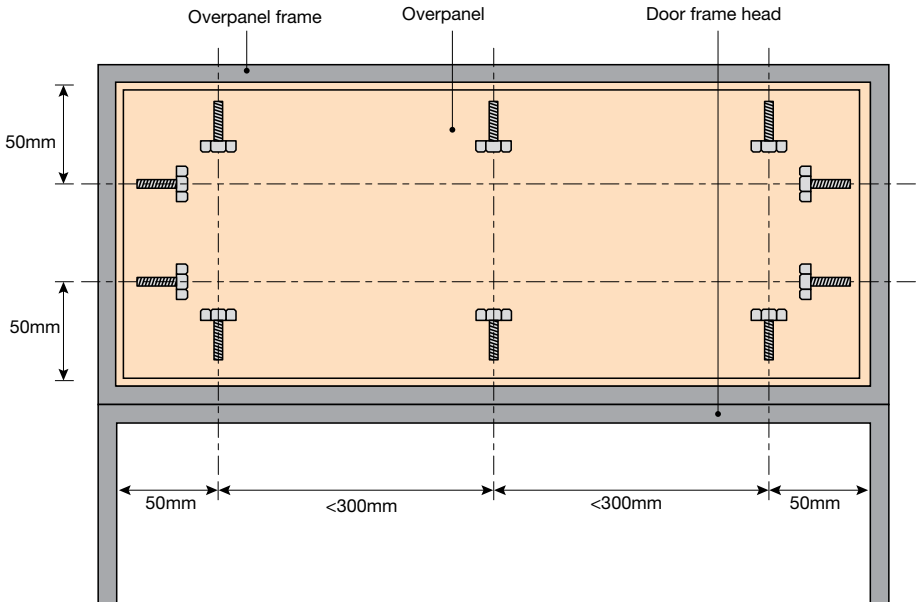 Overpanel frame
Overpanel
Door frame head
50mm
50mm
50mm
<300mm
<300mm
50mm